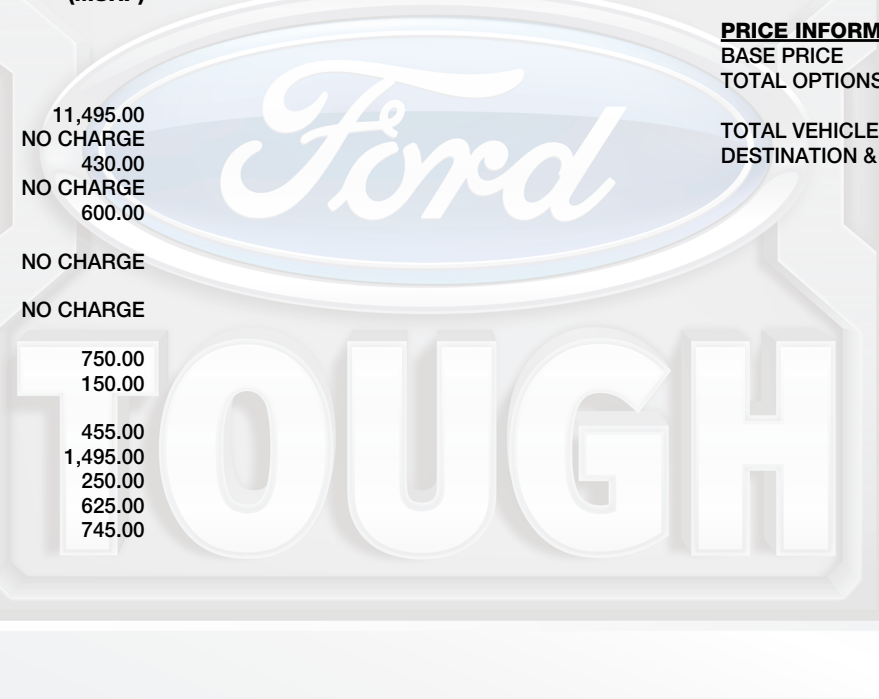 (MSRP)
11,495.00
NO CHARGE
430.00
NO CHARGE
600.00
NO CHARGE
NO CHARGE
750.00
150.00
455.00
1,495.00
250.00
625.00
745.00
PRICE INFORM
BASE PRICE
TOTAL OPTIONS
TOTAL VEHICLE
DESTINATION &
Ford
TOUGH